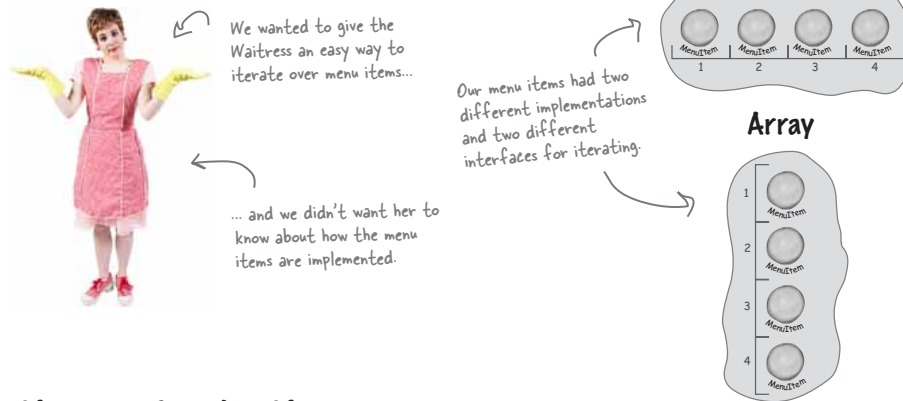 We wanted to give the
Waitress an easy way to
iterate over menu items...
... and we didn't want her to
know about how the menu
items are implemented.
Our menu items had two
different implementations
and two different
interfaces for iterating.
MenuItem MenuItem MenuItem MenuItem
1 2 3 4
Array
1
MenuItem
2
MenuItem
3
MenuItem
4
MenuItem